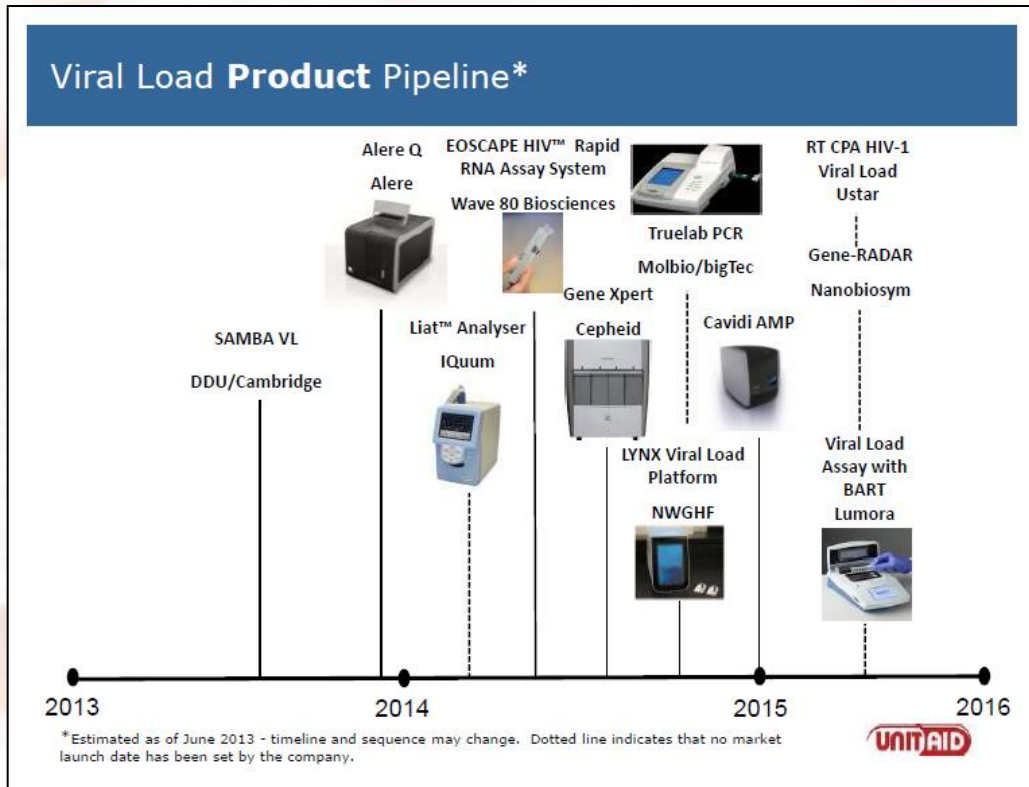 Viral Load Product Pipeline*
Alere Q
Alere
EOSCAPE HIV™ Rapid
RNA Assay System
Wave 80 Biosciences
Truelab PCR
Molbio/bigTec
RT CPA HIV-1
Viral Load
Ustar
Gene-RADAR
Nanobiosym
SAMBA VL
DDU/Cambridge
Liat™ Analyser
IQuum
Gene Xpert
Cepheid
Cavidi AMP
LYNX Viral Load
Platform
NWGHF
Viral Load
Assay with
BART
Lumora
2013
2014
2015
2016
*Estimated as of June 2013 - timeline and sequence may change. Dotted line indicates that no market
launch date has been set by the company.
UNITAID